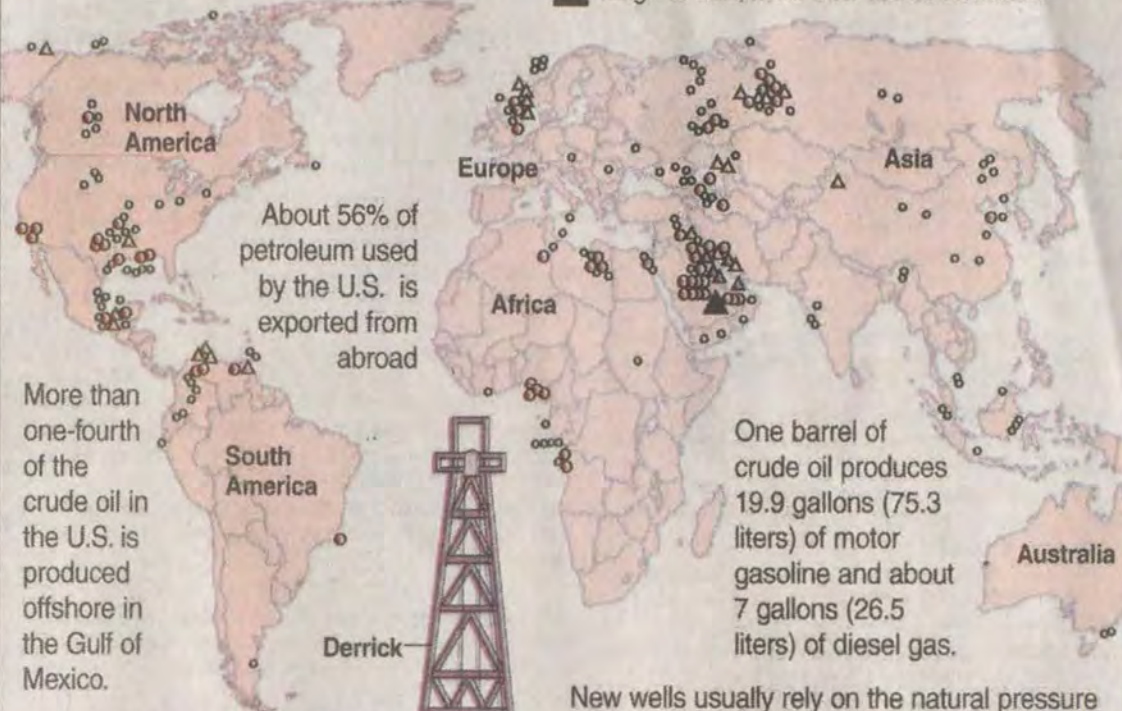 North
America
Europe
Asia
About 56% of
petroleum used
by the U.S. is
exported from
abroad
Africa
More than
one-fourth
of the
crude oil in
the U.S. is
produced
offshore in
the Gulf of
Mexico.
South
America
One barrel of
crude oil produces
19.9 gallons (75.3
liters) of motor
gasoline and about
7 gallons (26.5
liters) of diesel gas.
Australia
Derrick
New wells usually rely on the natural pressure